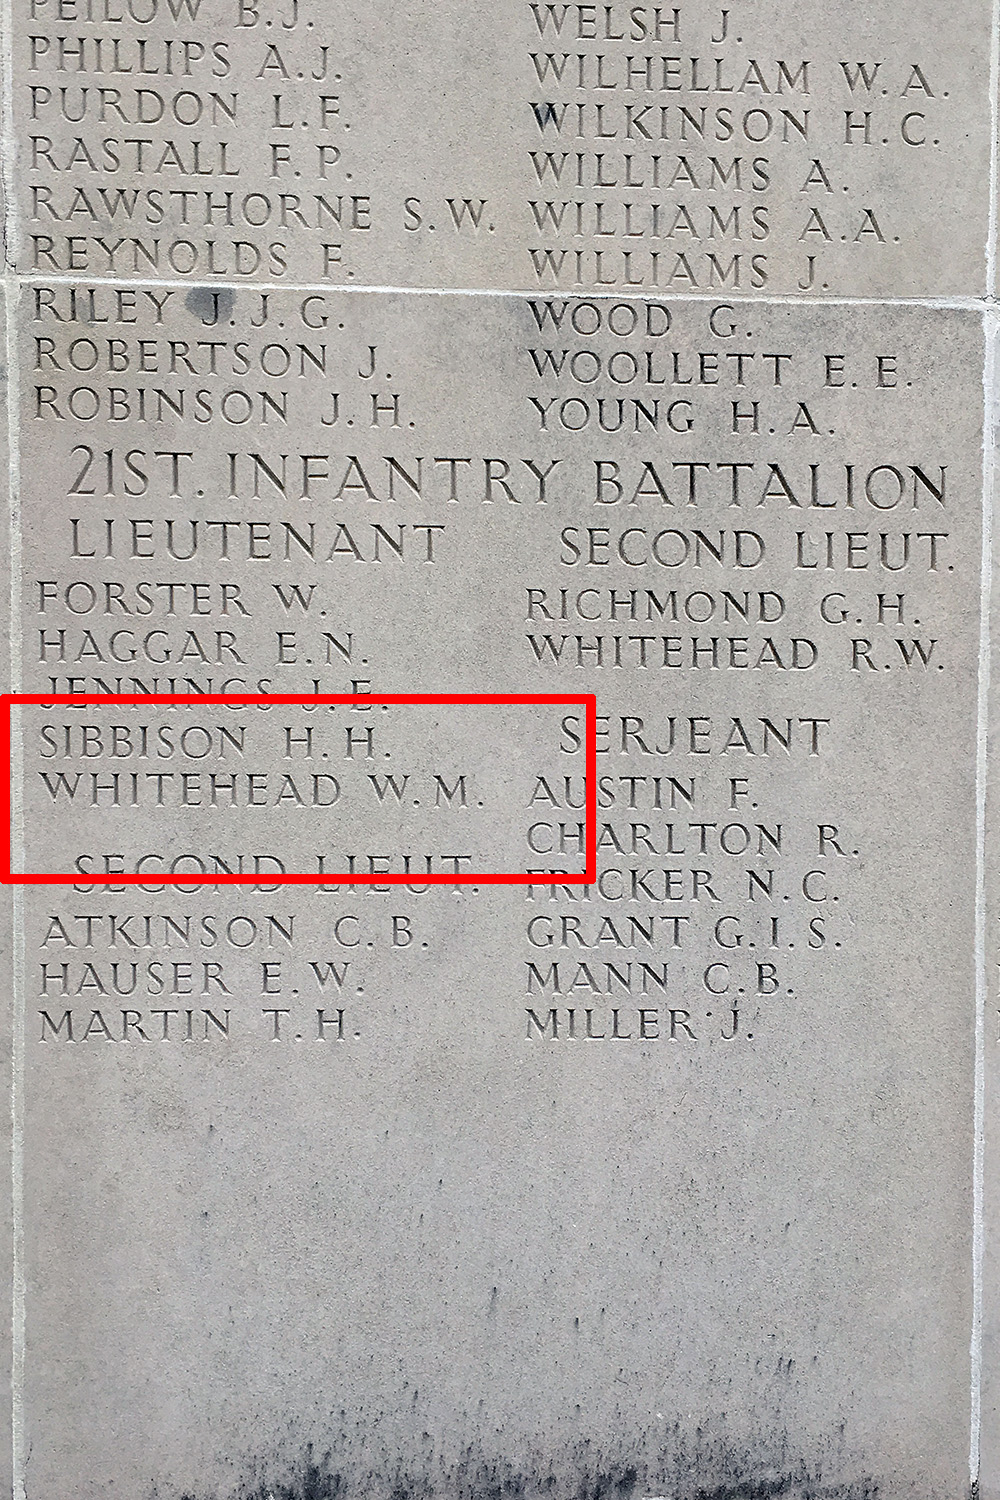 PEILOW B.J.
PHILLIPS A.J.
PURDON L.F.
RASTALL F.P.
RAWSTHORNE S.W.
REYNOLDS F.
RILEY J.J.G.
ROBERTSON J.
ROBINSON J.H.
WELSH J.
WILHELLAM W.A.
WILKINSON H.C.
WILLIAMS A.
WILLIAMS A.A.
WILLIAMS J.
WOOD G.
WOOLLETT E.E.
YOUNG H.A.
21ST. INFANTRY BATTALION
LIEUTENANT
FORSTER W.
HAGGAR E.N.
JENNINGS J.E.
SIBBISON H.H.
WHITEHEAD W.M.
SECOND LIEUT.
ATKINSON C.B.
HAUSER E.W.
MARTIN T.H.
SECOND LIEUT.
RICHMOND G.H.
WHITEHEAD R.W.
SERJEANT
AUSTIN F.
CHARLTON R.
FRICKER N.C.
GRANT G.I.S.
MANN C.B.
MILLER J.